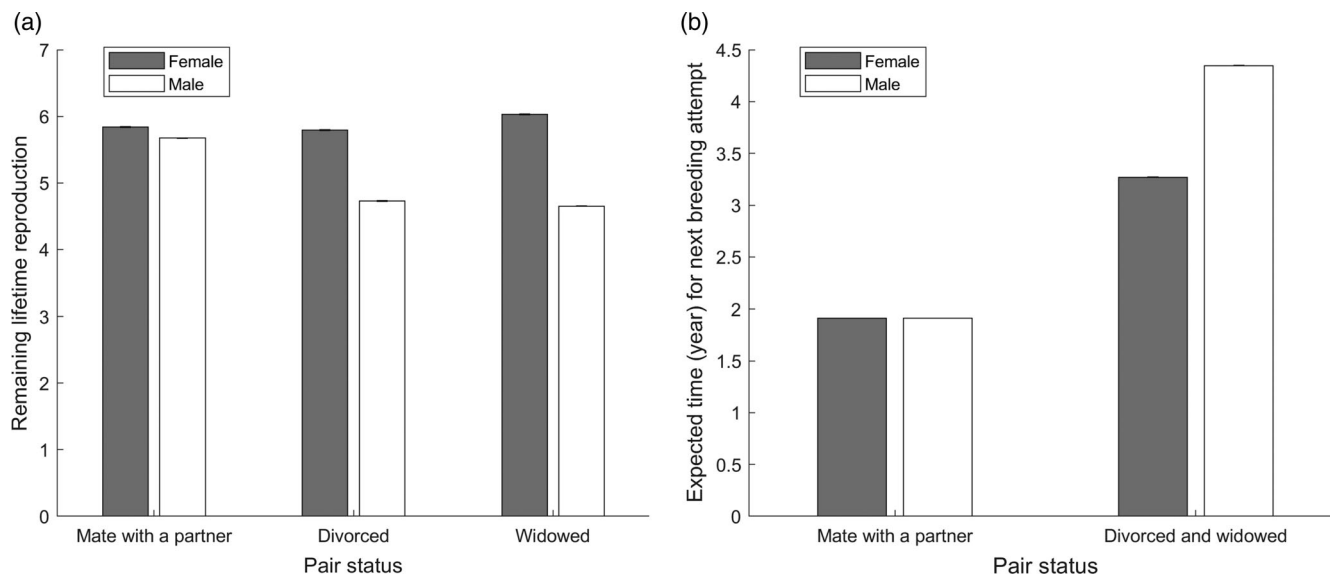 (a)
7
6
5
4
3
2
1
0
Remaining lifetime reproduction
Female
Male
Mate with a partner
Divorced
Widowed
Pair status
(b)
4.5
4
3.5
3
2.5
2
1.5
1
0.5
0
Expected time (year) for next breeding attempt
Female
Male
Mate with a partner
Divorced and widowed
Pair status